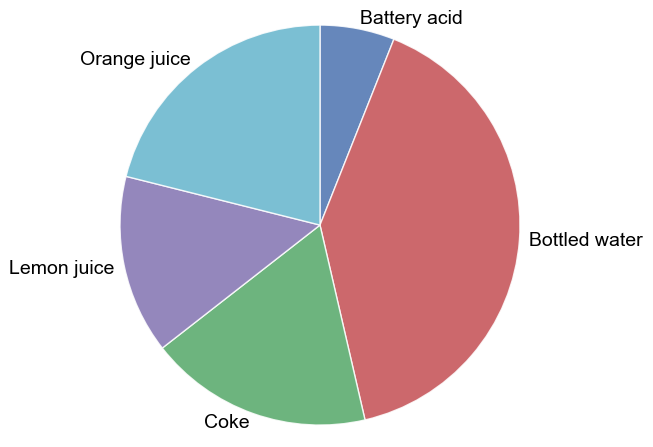 Battery acid
Orange juice
Bottled water
Lemon juice
Coke